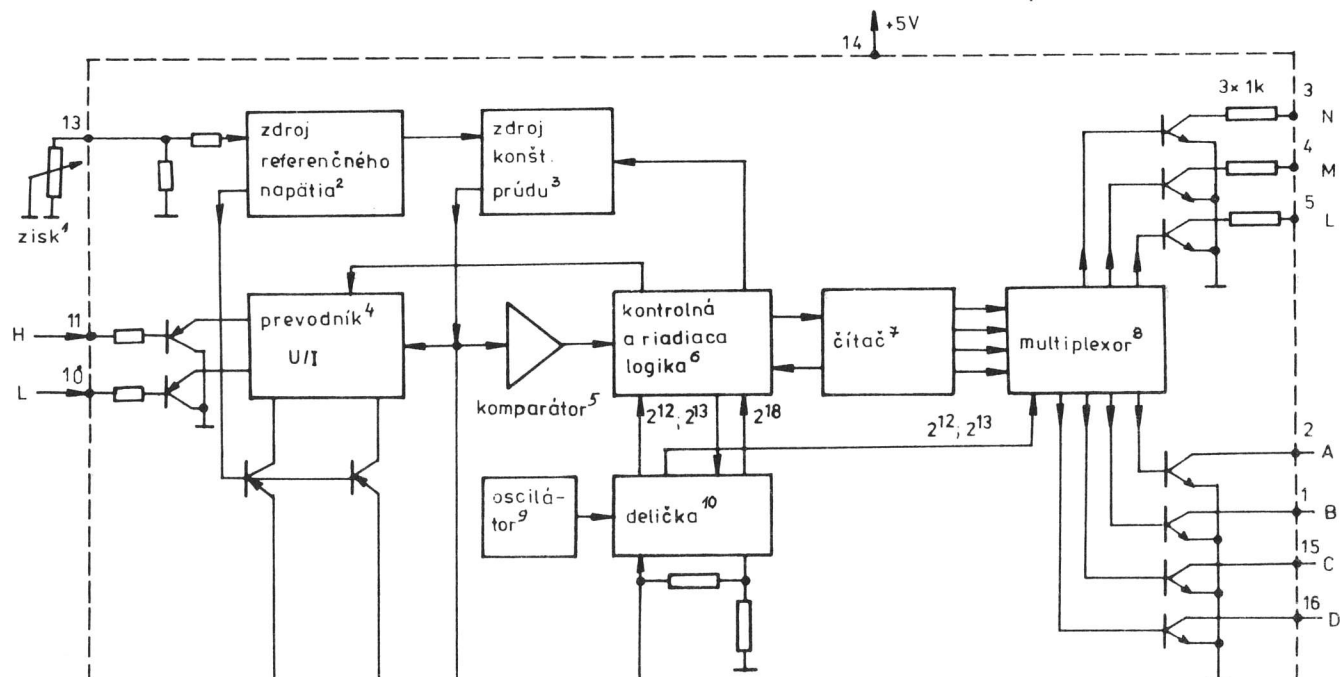 +5V
14
3× 1k
3
N
13
zdroj
referenčného
napätia²
zdroj
konšt.
prúdu³
4
M
5
L
zisk¹
H
11
prevodník⁴
U/I
kontrolná
a riadiaca
logika⁶
čítač⁷
multiplexor⁸
L
10
komparátor⁵
2¹²; 2¹³
2¹⁸
2¹²; 2¹³
2
A
oscilá-
tor⁹
delička¹⁰
1
B
15
C
16
D